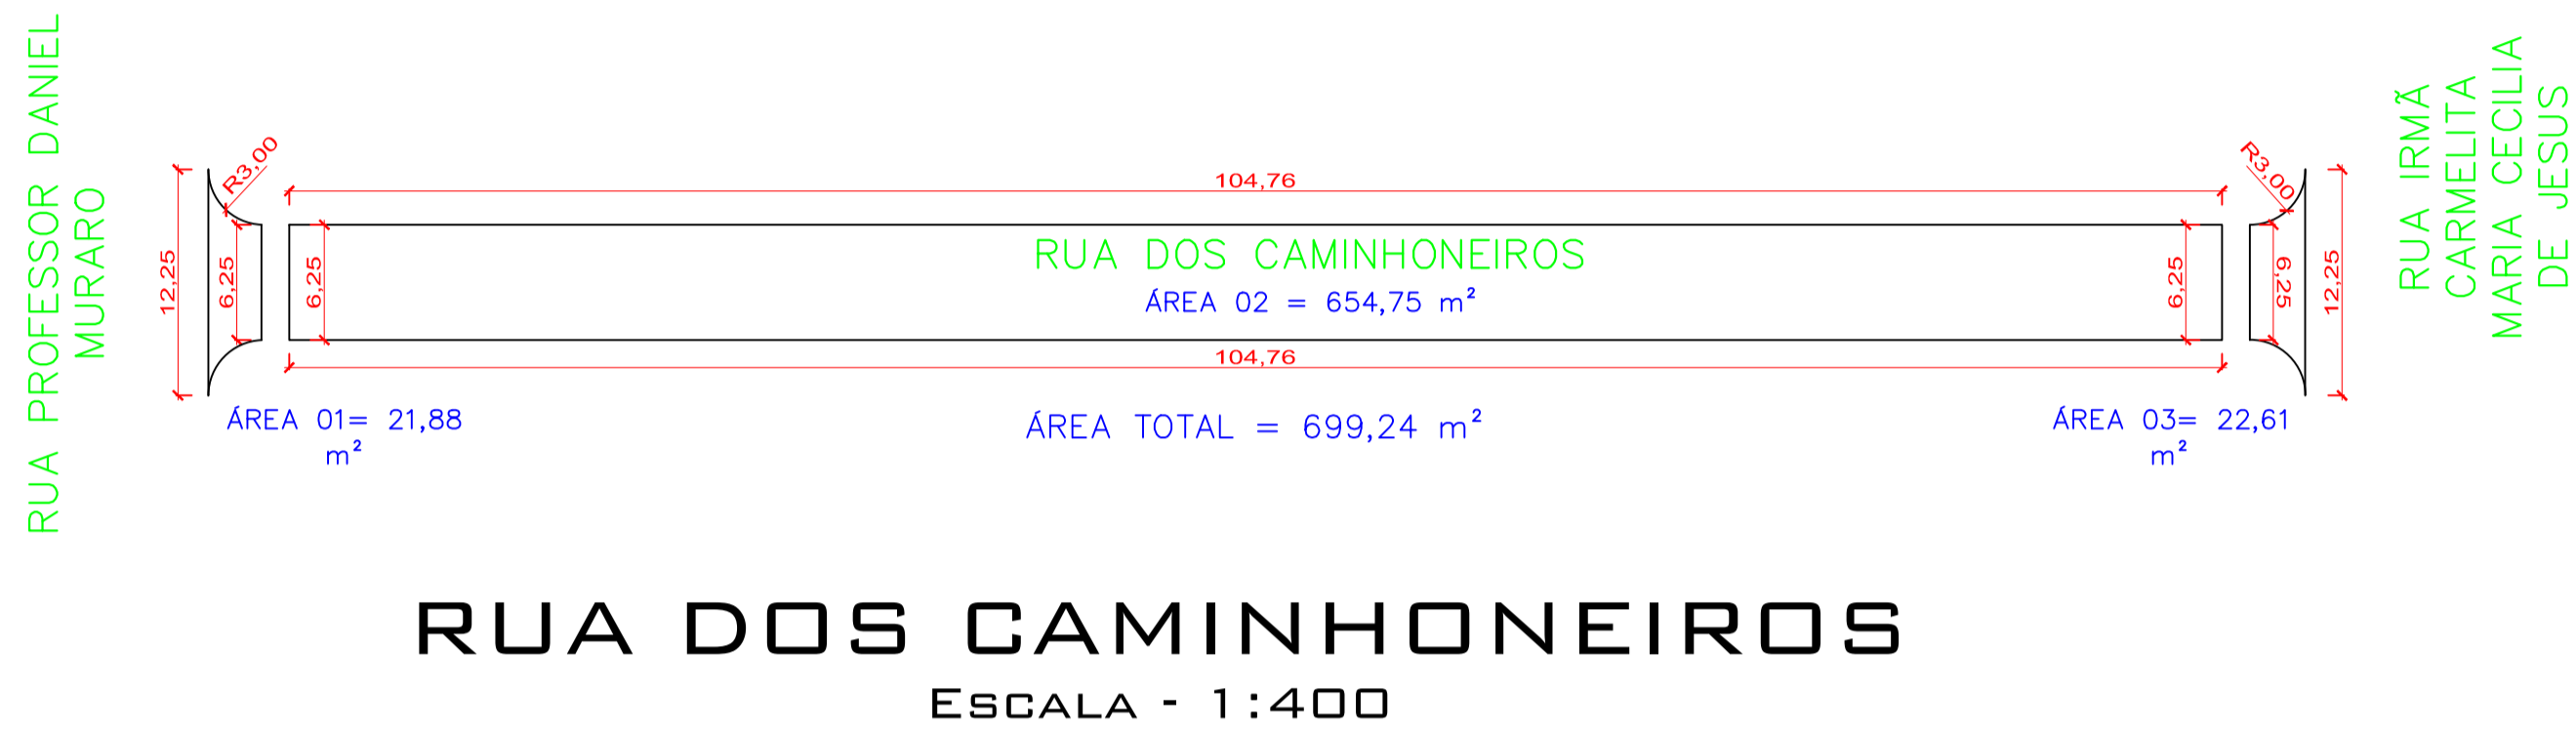 RUA PROFESSOR DANIEL
MURARO
12,25
R3,00
6,25
6,25
104,76
RUA DOS CAMINHONEIROS
ÁREA 02 = 654,75 m²
104,76
6,25
6,25
R3,00
12,25
RUA IRMÃ
CARMELITA
MARIA CECILIA
DE JESUS
ÁREA 01= 21,88
m²
ÁREA TOTAL = 699,24 m²
ÁREA 03= 22,61
m²
RUA DOS CAMINHONEIROS
ESCALA - 1:400